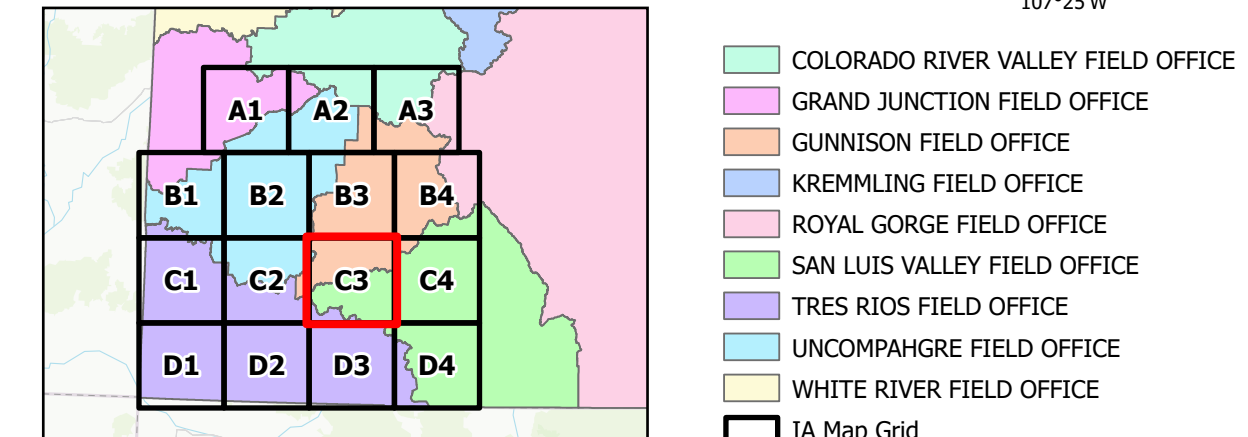 107°25'W
COLORADO RIVER VALLEY FIELD OFFICE
GRAND JUNCTION FIELD OFFICE
GUNNISON FIELD OFFICE
KREMMLING FIELD OFFICE
ROYAL GORGE FIELD OFFICE
SAN LUIS VALLEY FIELD OFFICE
TRES RIOS FIELD OFFICE
UNCOMPAHGRE FIELD OFFICE
WHITE RIVER FIELD OFFICE
IA Map Grid
A1 A2 A3
B1 B2 B3 B4
C1 C2 C3 C4
D1 D2 D3 D4